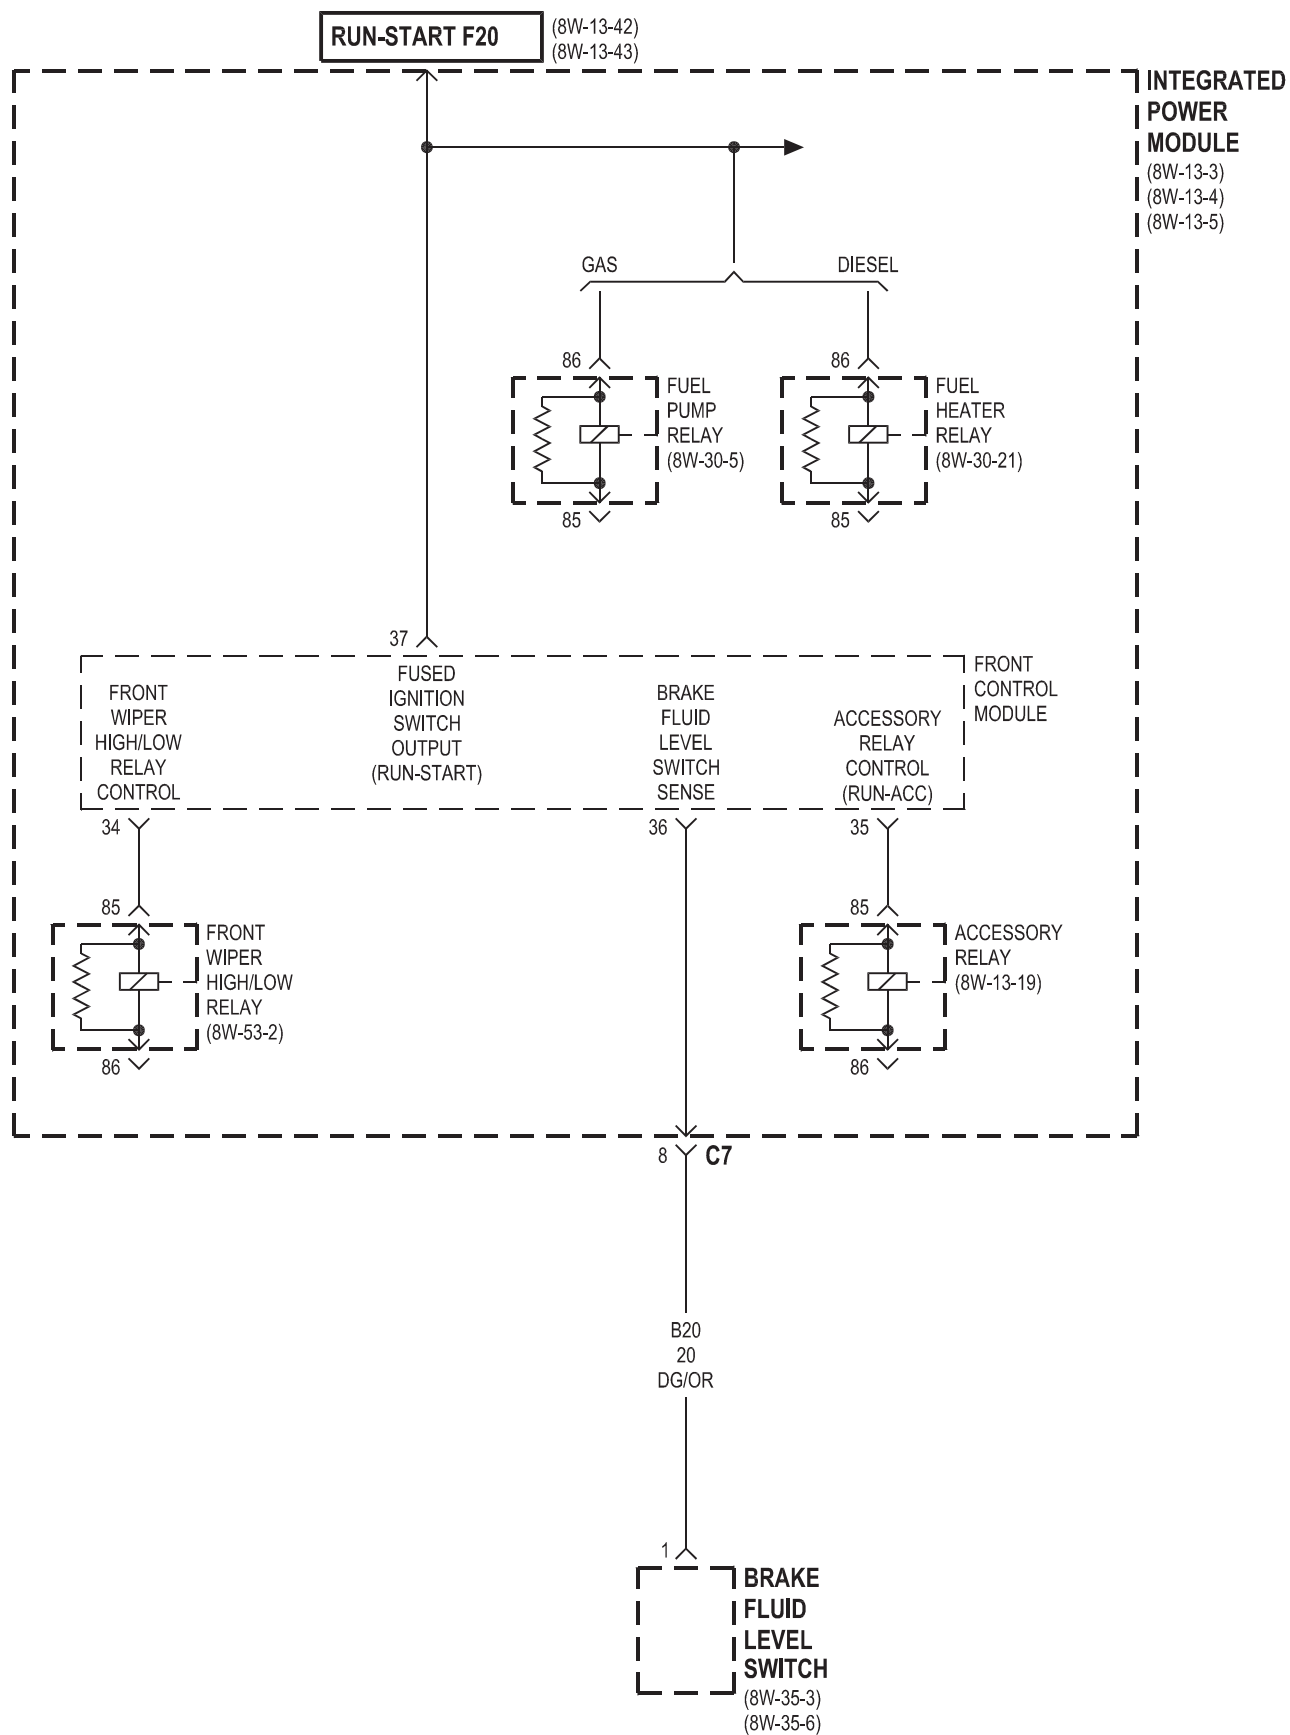 RUN-START F20
(8W-13-42)
(8W-13-43)
INTEGRATED
POWER
MODULE
(8W-13-3)
(8W-13-4)
(8W-13-5)
GAS
DIESEL
86
FUEL
PUMP
RELAY
(8W-30-5)
85
86
FUEL
HEATER
RELAY
(8W-30-21)
85
37
FRONT
CONTROL
MODULE
FRONT
WIPER
HIGH/LOW
RELAY
CONTROL
FUSED
IGNITION
SWITCH
OUTPUT
(RUN-START)
BRAKE
FLUID
LEVEL
SWITCH
SENSE
ACCESSORY
RELAY
CONTROL
(RUN-ACC)
34
36
35
85
FRONT
WIPER
HIGH/LOW
RELAY
(8W-53-2)
86
85
ACCESSORY
RELAY
(8W-13-19)
86
8
C7
B20
20
DG/OR
1
BRAKE
FLUID
LEVEL
SWITCH
(8W-35-3)
(8W-35-6)